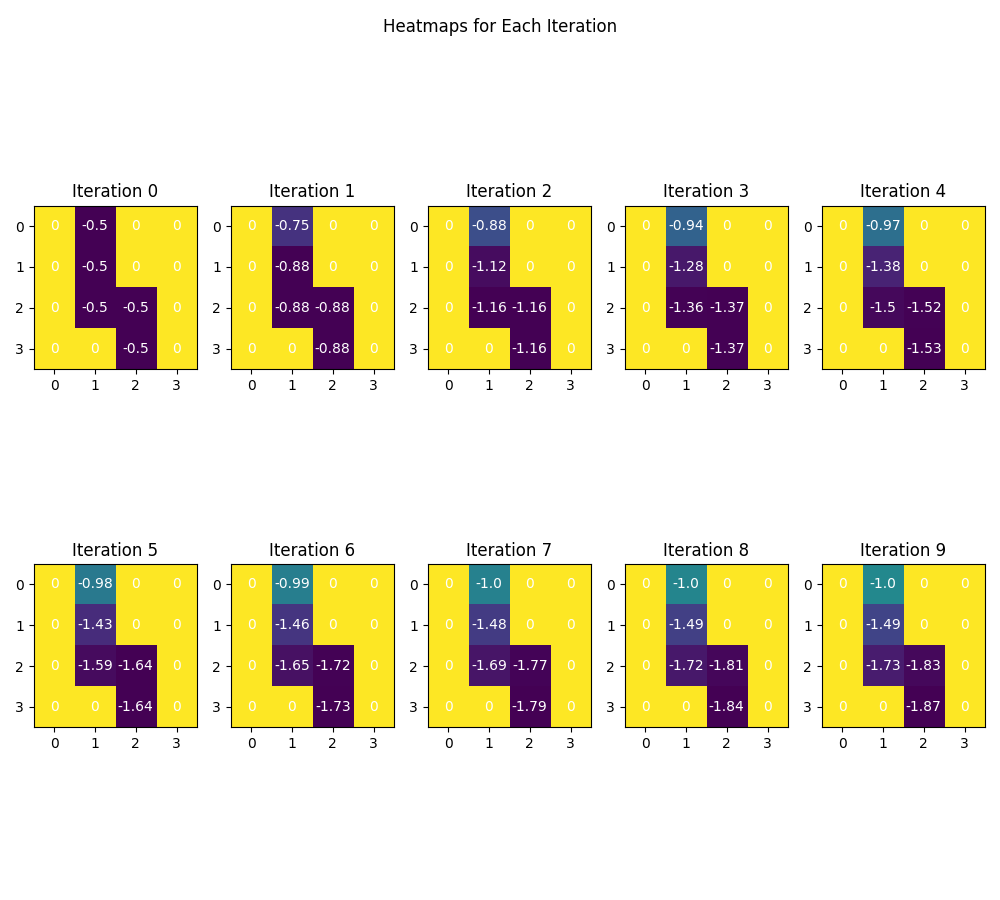 Heatmaps for Each Iteration
Iteration 0 Iteration 1 Iteration 2 Iteration 3 Iteration 4
0 0 -0.5 0 0 0 0 -0.75 0 0 0 0 -0.88 0 0 0 0 -0.94 0 0 0 0 -0.97 0 0
1 0 -0.5 0 0 1 0 -0.88 0 0 1 0 -1.12 0 0 1 0 -1.28 0 0 1 0 -1.38 0 0
2 0 -0.5 -0.5 0 2 0 -0.88 -0.88 0 2 0 -1.16 -1.16 0 2 0 -1.36 -1.37 0 2 0 -1.5 -1.52 0
3 0 0 -0.5 0 3 0 0 -0.88 0 3 0 0 -1.16 0 3 0 0 -1.37 0 3 0 0 -1.53 0
0 1 2 3 0 1 2 3 0 1 2 3 0 1 2 3 0 1 2 3
Iteration 5 Iteration 6 Iteration 7 Iteration 8 Iteration 9
0 0 -0.98 0 0 0 0 -0.99 0 0 0 0 -1.0 0 0 0 0 -1.0 0 0 0 0 -1.0 0 0
1 0 -1.43 0 0 1 0 -1.46 0 0 1 0 -1.48 0 0 1 0 -1.49 0 0 1 0 -1.49 0 0
2 0 -1.59 -1.64 0 2 0 -1.65 -1.72 0 2 0 -1.69 -1.77 0 2 0 -1.72 -1.81 0 2 0 -1.73 -1.83 0
3 0 0 -1.64 0 3 0 0 -1.73 0 3 0 0 -1.79 0 3 0 0 -1.84 0 3 0 0 -1.87 0
0 1 2 3 0 1 2 3 0 1 2 3 0 1 2 3 0 1 2 3